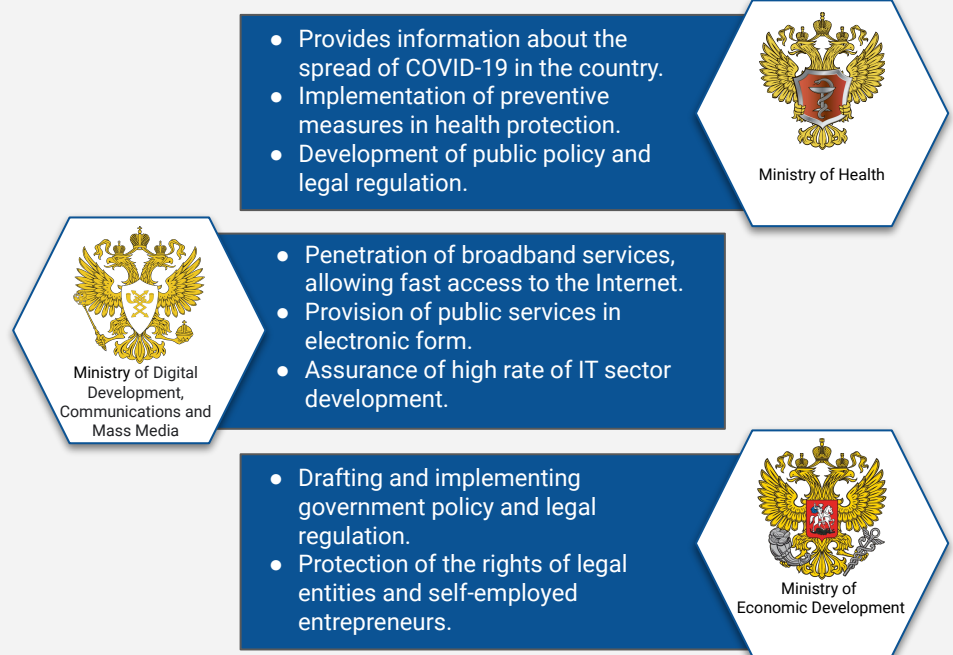 ● Provides information about the
spread of COVID-19 in the country.
● Implementation of preventive
measures in health protection.
● Development of public policy and
legal regulation.
Ministry of Health
● Penetration of broadband services,
allowing fast access to the Internet.
● Provision of public services in
electronic form.
● Assurance of high rate of IT sector
development.
Ministry of Digital
Development,
Communications and
Mass Media
● Drafting and implementing
government policy and legal
regulation.
● Protection of the rights of legal
entities and self-employed
entrepreneurs.
Ministry of
Economic Development